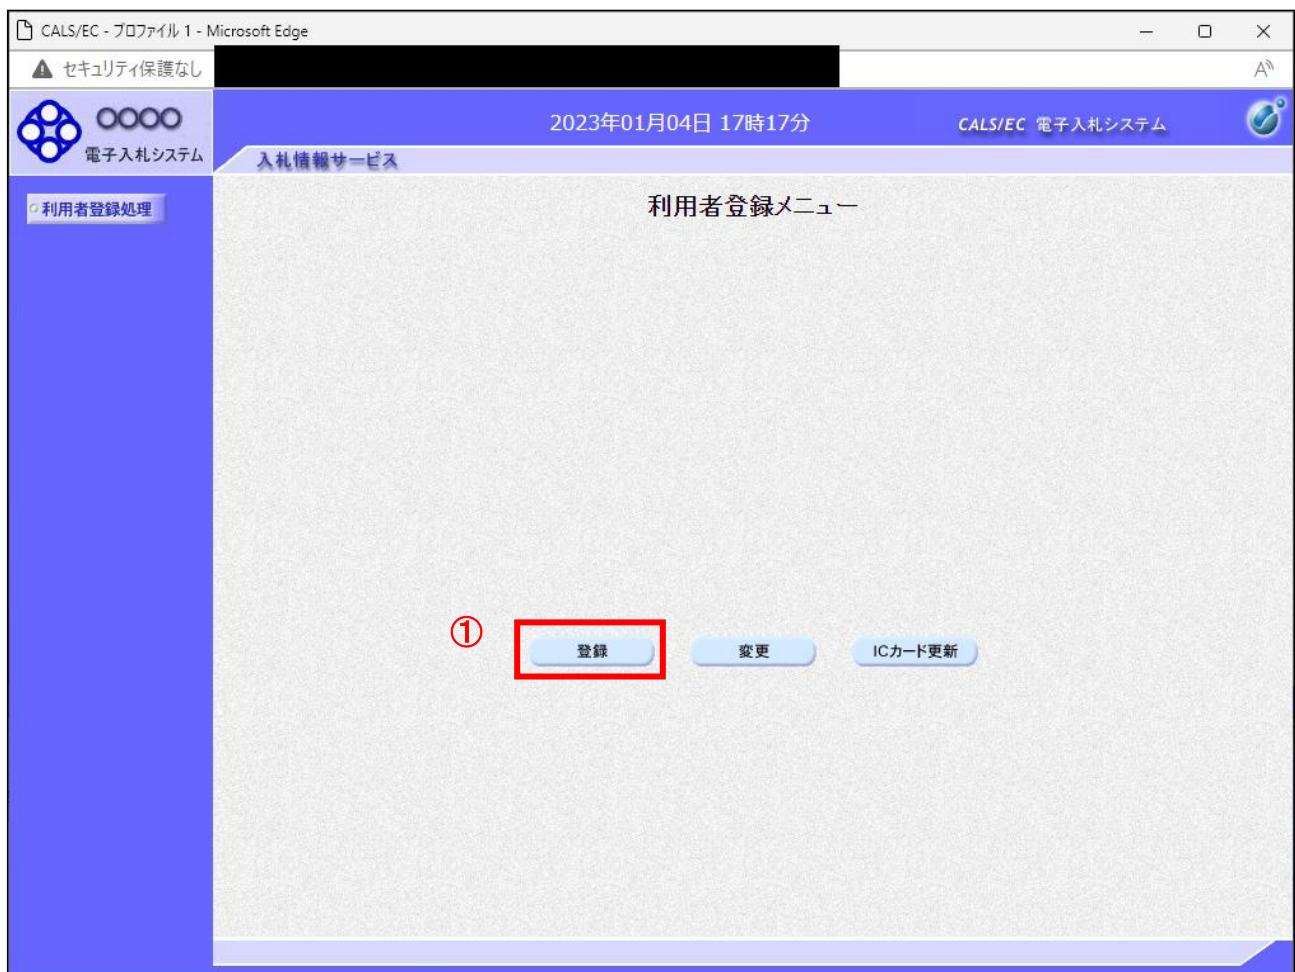 CALS/EC - プロファイル 1 - Microsoft Edge
セキュリティ保護なし
OOOO
電子入札システム
2023年01月04日 17時17分
CALS/EC 電子入札システム
入札情報サービス
利用者登録処理
利用者登録メニュー
①
登録
変更
ICカード更新